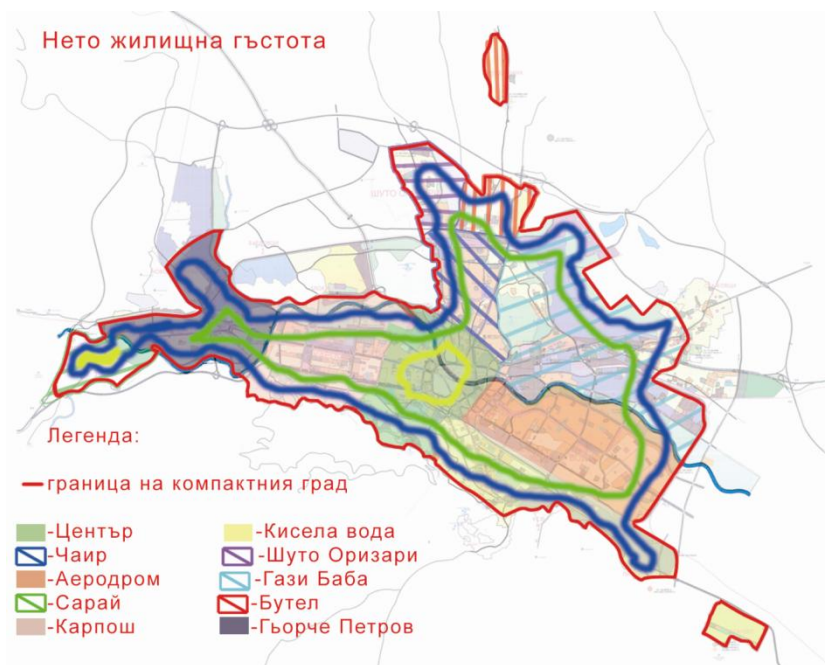 Нето жилищна гъстота
Легенда:
граница на компактния град
-Център
-Чаир
-Аеродром
-Сарай
-Карпош
-Кисела вода
-Шуто Оризари
-Гази Баба
-Бутел
-Гьорче Петров